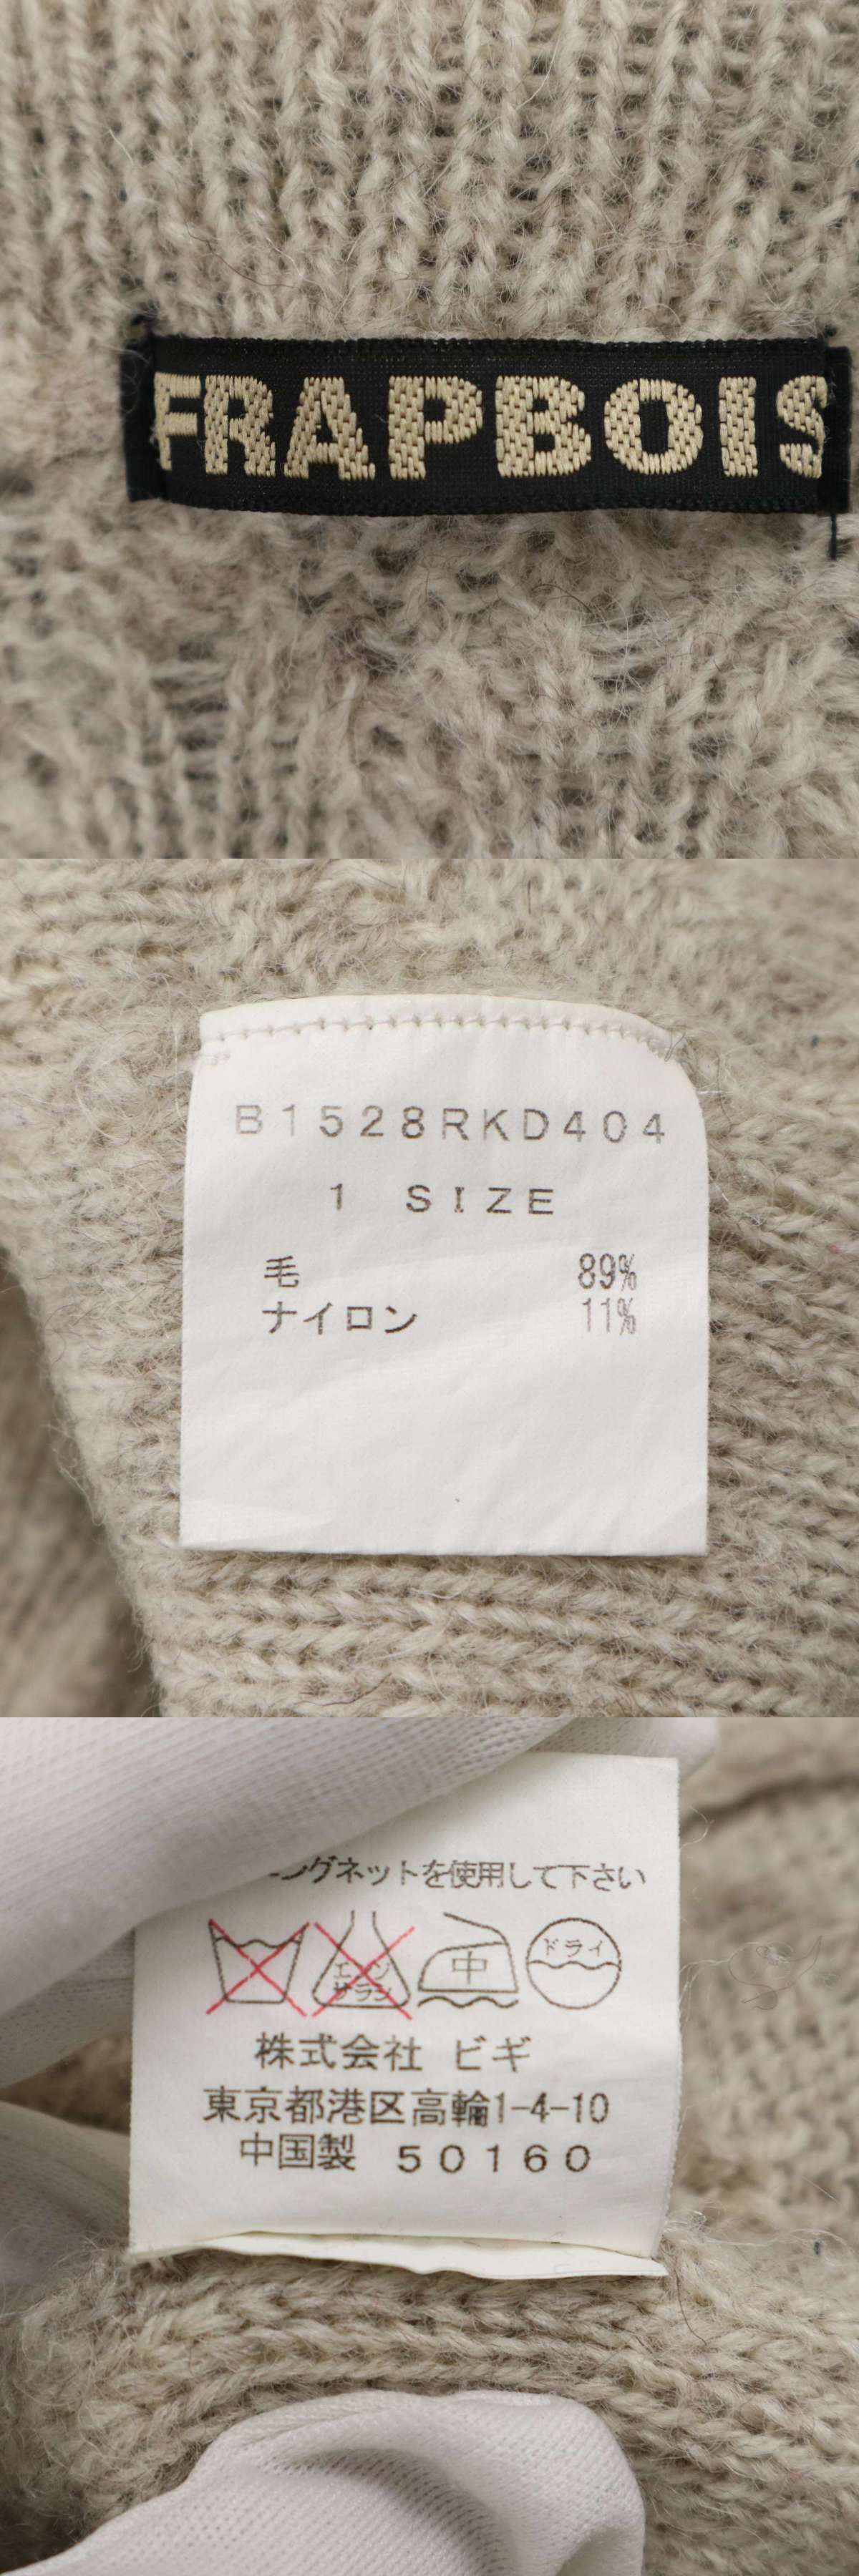 FRAPBOIS
B1528RKD404
1 SIZE
毛 89%
ナイロン 11%
ングネットを使用して下さい
エンソ
サラシ
中
ドライ
株式会社 ビギ
東京都港区高輪1-4-10
中国製 50160